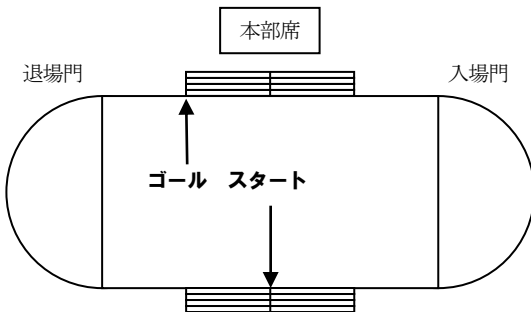 本部席
退場門
入場門
ゴール スタート